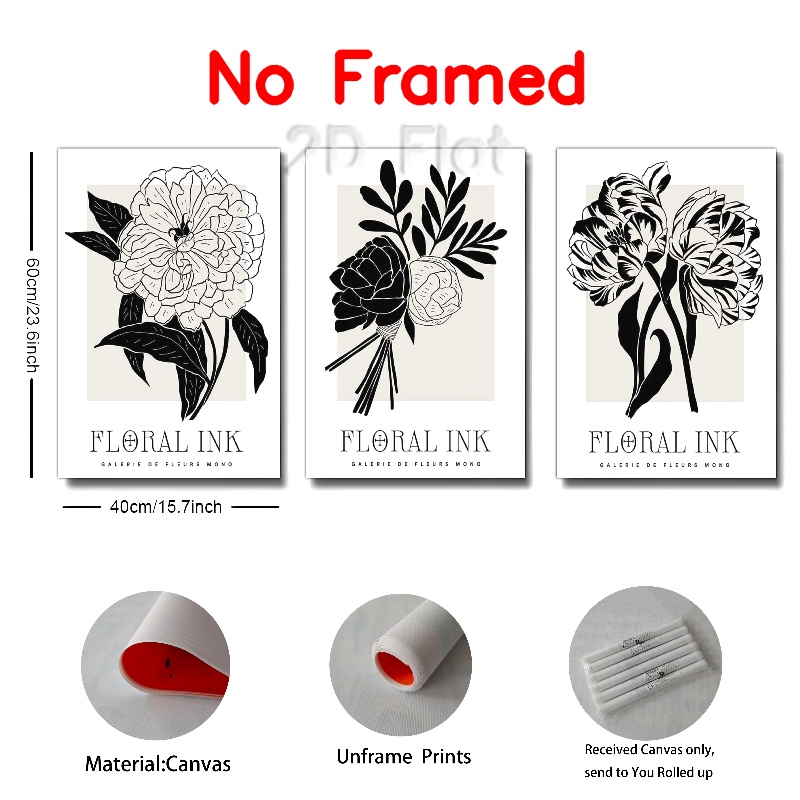 No Framed
2D Flat
60cm/23.6inch
FLORAL INK
GALERIE DE FLEURS MONO
FLORAL INK
GALERIE DE FLEURS MONO
FLORAL INK
GALERIE DE FLEURS MONO
40cm/15.7inch
Material:Canvas
Unframe Prints
Received Canvas only,
send to You Rolled up